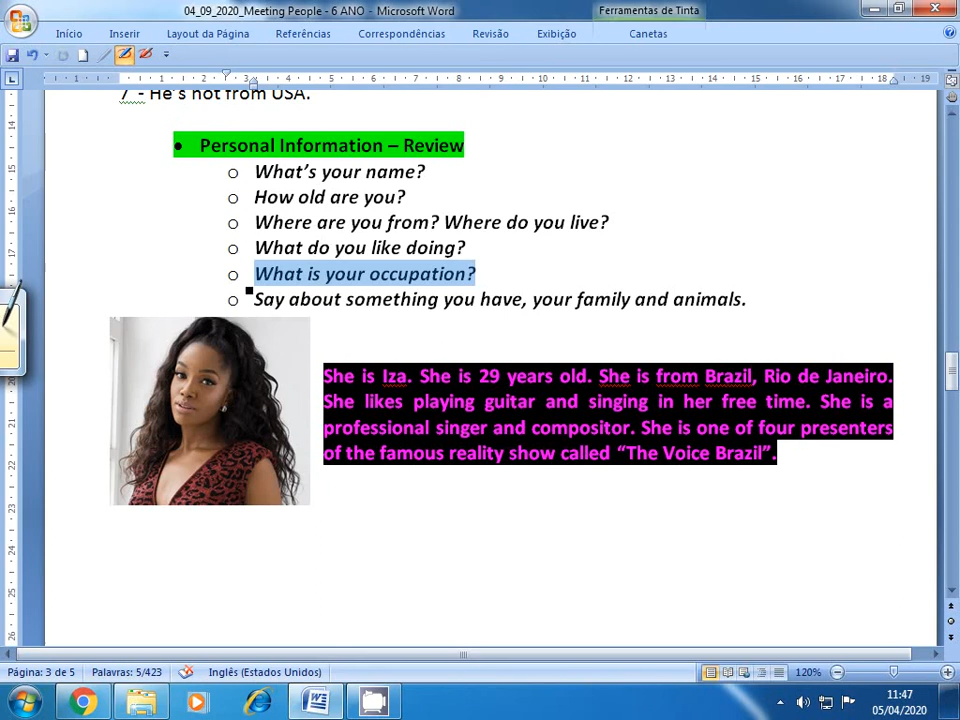 04_09_2020_Meeting People - 6 ANO - Microsoft Word
Ferramentas de Tinta
Início Inserir Layout da Página Referências Correspondências Revisão Exibição Canetas
7 - He's not from USA.
• Personal Information – Review
o What's your name?
o How old are you?
o Where are you from? Where do you live?
o What do you like doing?
o What is your occupation?
o Say about something you have, your family and animals.
She is Iza. She is 29 years old. She is from Brazil, Rio de Janeiro.
She likes playing guitar and singing in her free time. She is a
professional singer and compositor. She is one of four presenters
of the famous reality show called “The Voice Brazil”.
Página: 3 de 5 Palavras: 5/423 Inglês (Estados Unidos) 120%
11:47
05/04/2020